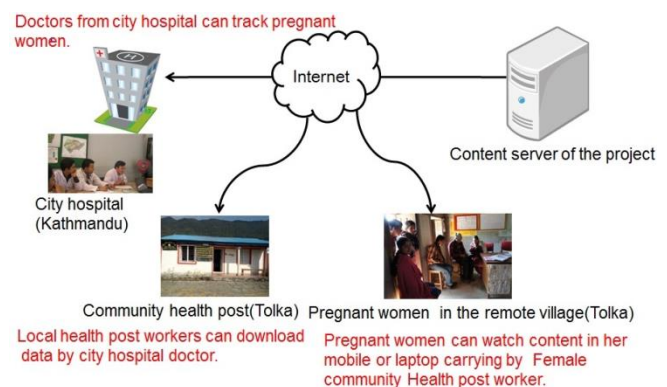 Doctors from city hospital can track pregnant
women.
Internet
Content server of the project
City hospital
(Kathmandu)
Community health post(Tolka)
Pregnant women in the remote village(Tolka)
Local health post workers can download
data by city hospital doctor.
Pregnant women can watch content in her
mobile or laptop carrying by Female
community Health post worker.